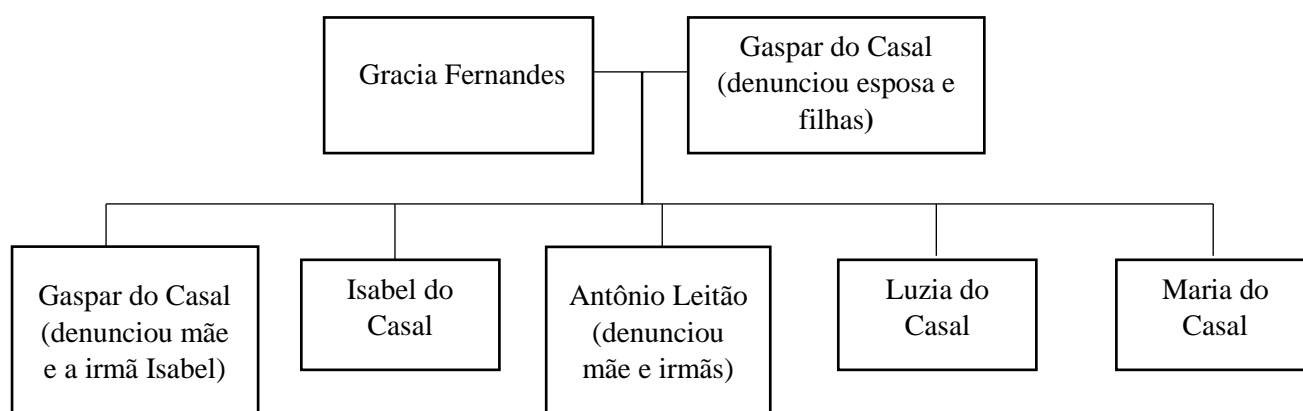 Gracia Fernandes
Gaspar do Casal
(denunciou esposa e
filhas)
Gaspar do Casal
(denunciou mãe
e a irmã Isabel)
Isabel do
Casal
Antônio Leitão
(denunciou
mãe e irmãs)
Luzia do
Casal
Maria do
Casal